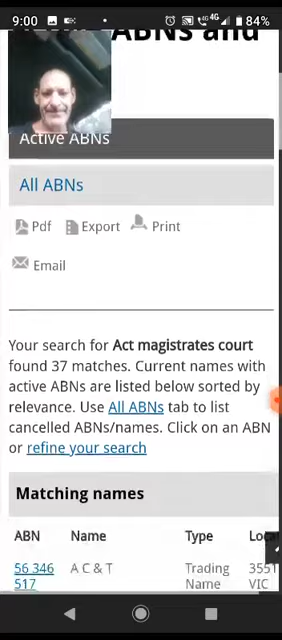 9:00 84%
ABNs and
Active ABNs
All ABNs
Pdf Export Print
Email
Your search for Act magistrates court
found 37 matches. Current names with
active ABNs are listed below sorted by
relevance. Use All ABNs tab to list
cancelled ABNs/names. Click on an ABN
or refine your search
Matching names
ABN Name Type
56 346 A C & T Trading 3551
517 Name VIC